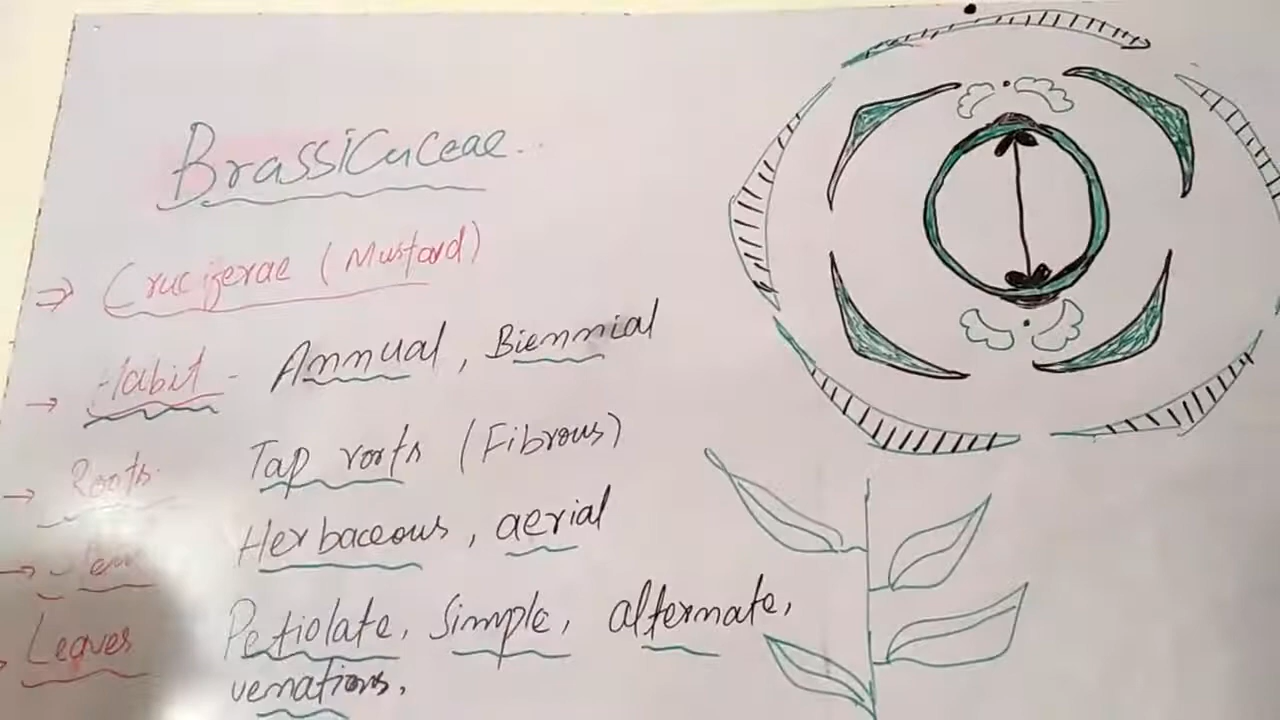 Brassicaceae..
⇒ Cruciferae (Mustard)
→ Habit - Annual, Biennial
→ Roots Tap roots (Fibrous)
→ Herbaceous, aerial
Leaves Petiolate, Simple, alternate,
venations,